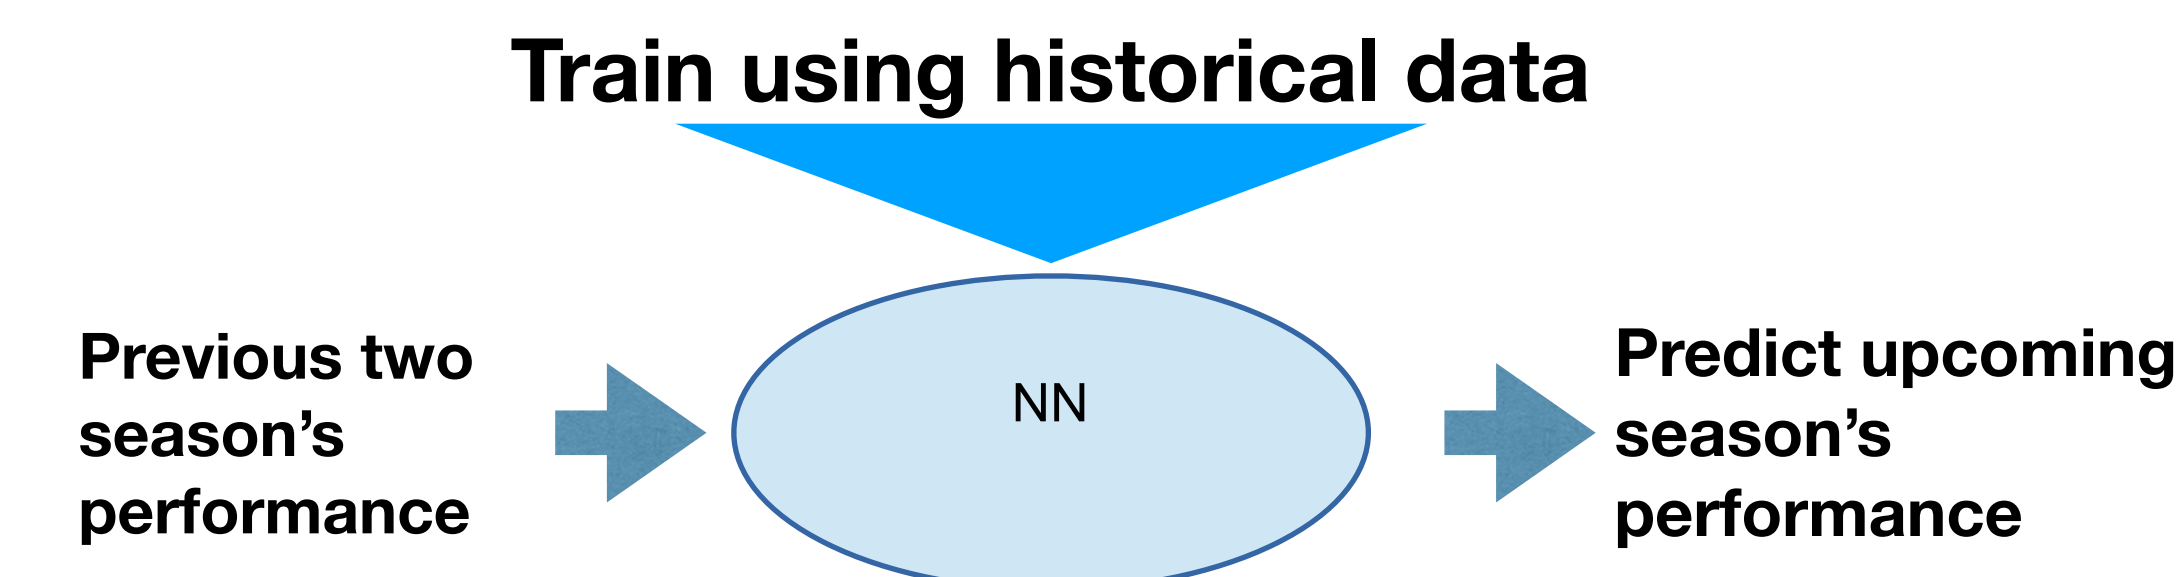 Train using historical data
Previous two
season’s
performance
NN
Predict upcoming
season’s
performance